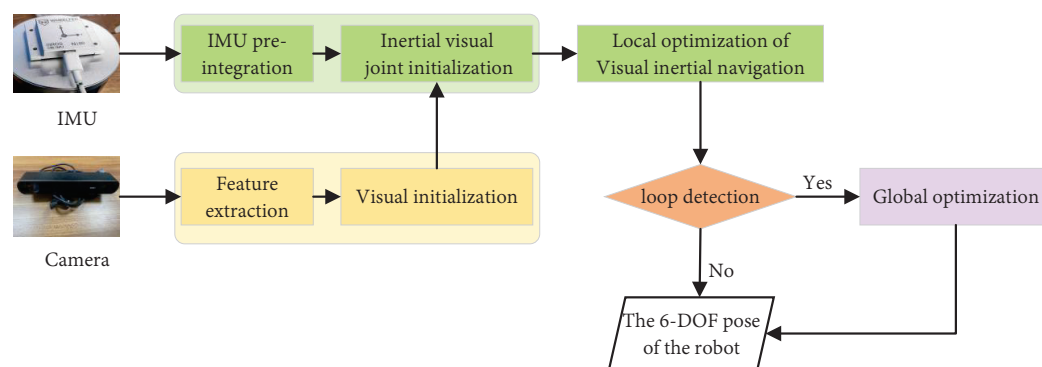 IMU pre-
integration
Inertial visual
joint initialization
Local optimization of
Visual inertial navigation
IMU
Feature
extraction
Visual initialization
loop detection
Yes
Global optimization
Camera
No
The 6-DOF pose
of the robot